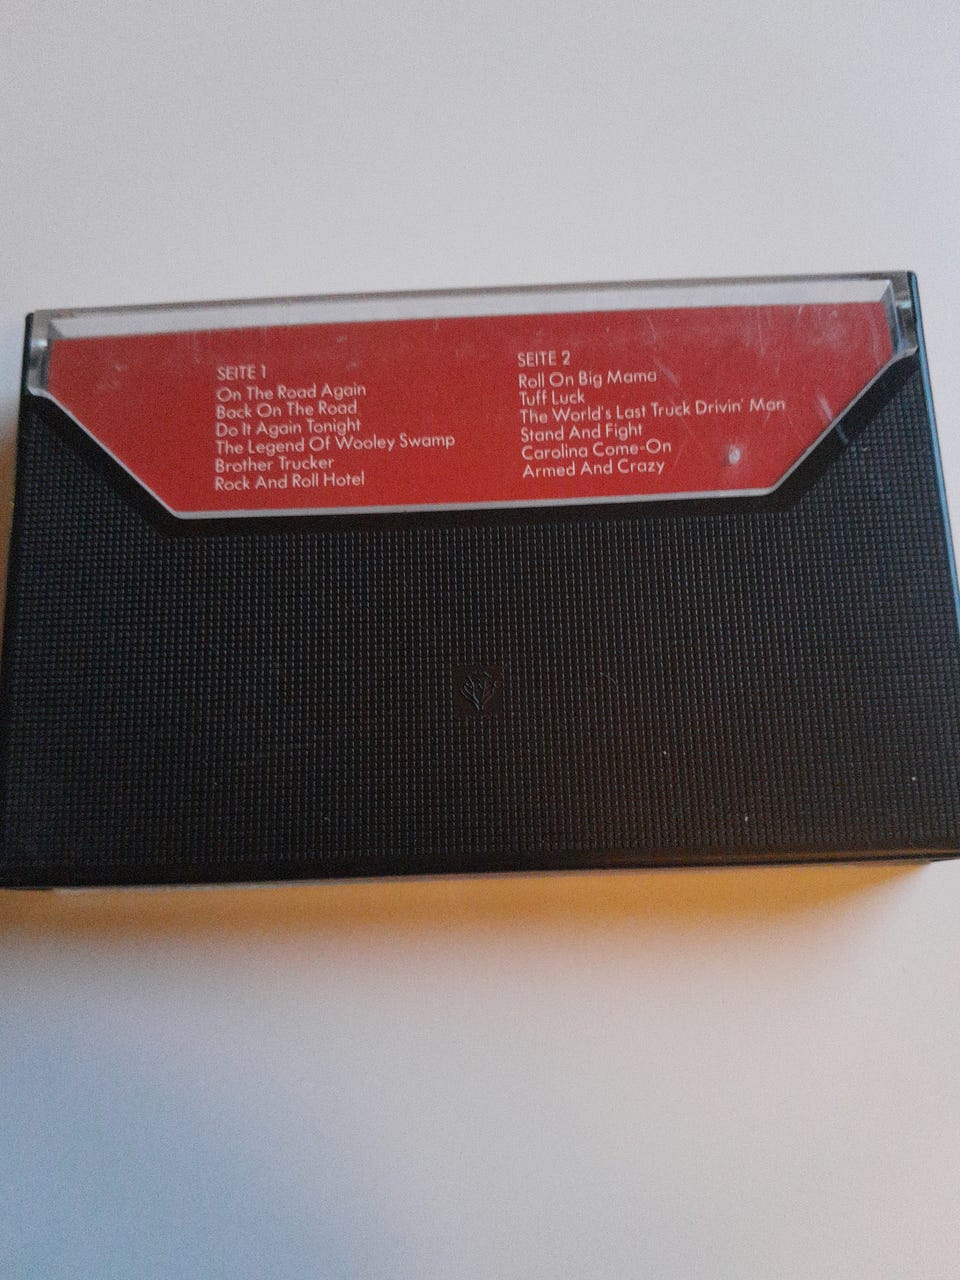 SEITE 1
On The Road Again
Back On The Road
Do It Again Tonight
The Legend Of Wooley Swamp
Brother Trucker
Rock And Roll Hotel
SEITE 2
Roll On Big Mama
Tuff Luck
The World's Last Truck Drivin' Man
Stand And Fight
Carolina Come-On
Armed And Crazy